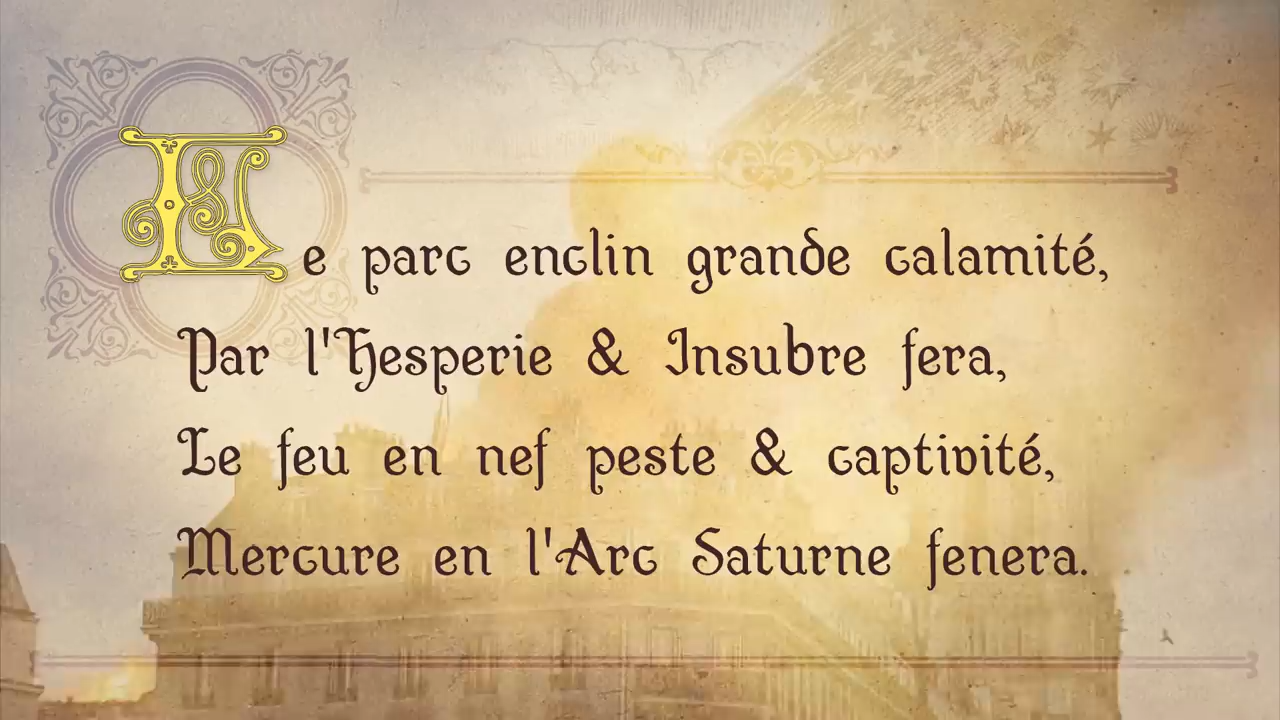 Le parc enclin grande calamité,
Par l'Hesperie & Insubre fera,
Le feu en nef peste & captivité,
Mercure en l'Arc Saturne fenera.